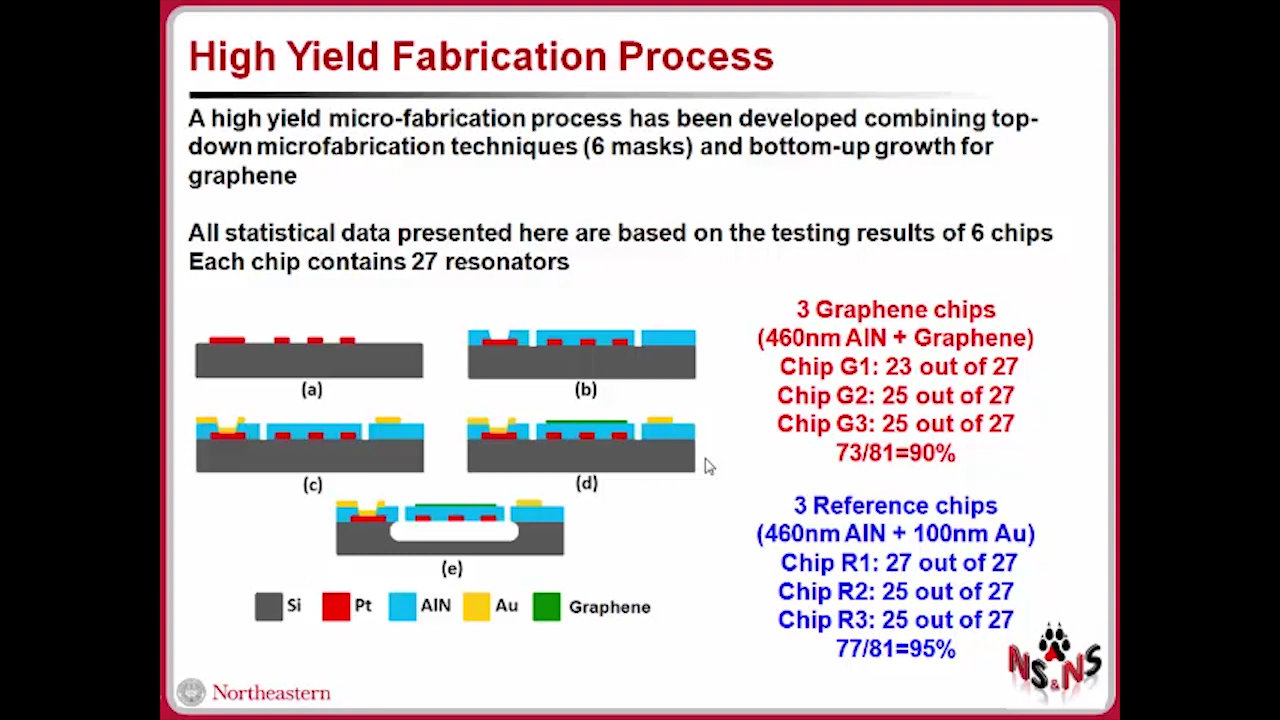 High Yield Fabrication Process
A high yield micro-fabrication process has been developed combining top-
down microfabrication techniques (6 masks) and bottom-up growth for
graphene
All statistical data presented here are based on the testing results of 6 chips
Each chip contains 27 resonators
(a)
(b)
(c)
(d)
(e)
Si Pt AlN Au Graphene
3 Graphene chips
(460nm AlN + Graphene)
Chip G1: 23 out of 27
Chip G2: 25 out of 27
Chip G3: 25 out of 27
73/81=90%
3 Reference chips
(460nm AlN + 100nm Au)
Chip R1: 27 out of 27
Chip R2: 25 out of 27
Chip R3: 25 out of 27
77/81=95%
Northeastern
NS&NS